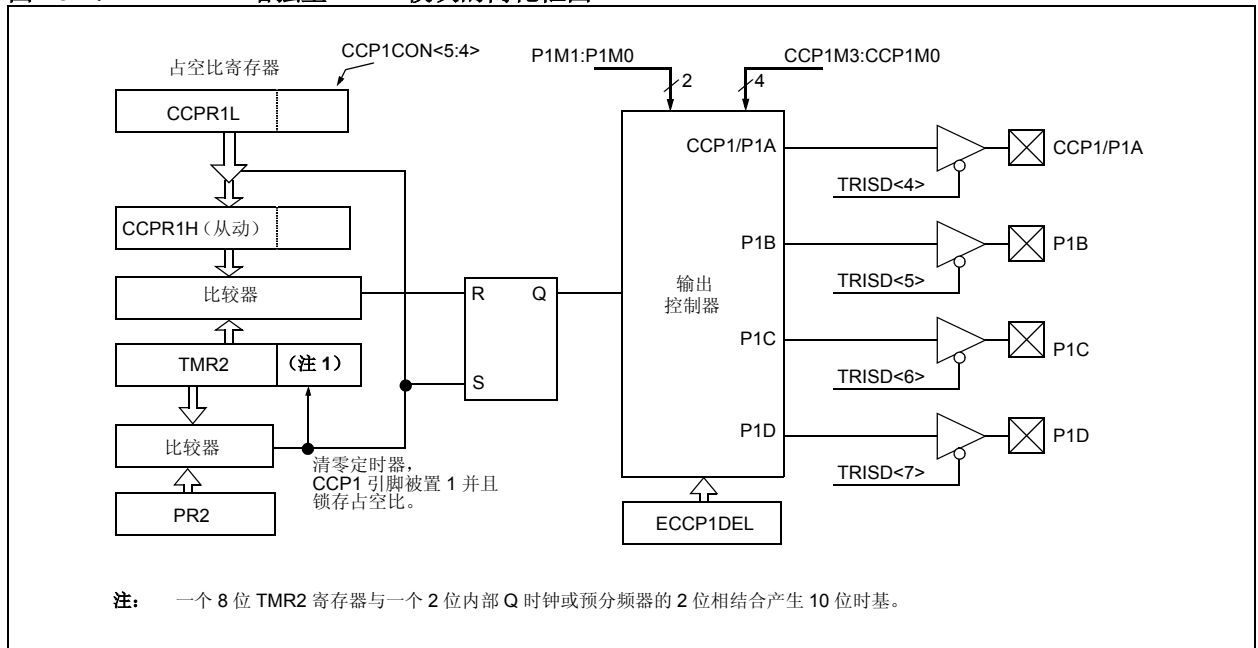 CCP1CON<5:4>
占空比寄存器
CCPR1L
CCPR1H（从动）
比较器
TMR2
（注 1）
比较器
PR2
清零定时器，
CCP1 引脚被置 1 并且
锁存占空比。
R
Q
S
P1M1:P1M0
2
CCP1M3:CCP1M0
4
输出
控制器
CCP1/P1A
TRISD<4>
CCP1/P1A
P1B
TRISD<5>
P1B
P1C
TRISD<6>
P1C
P1D
TRISD<7>
P1D
ECCP1DEL
注： 一个 8 位 TMR2 寄存器与一个 2 位内部 Q 时钟或预分频器的 2 位相结合产生 10 位时基。